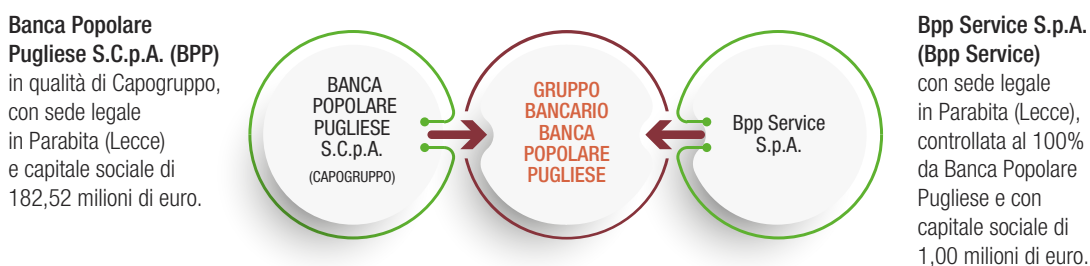 Banca Popolare
Pugliese S.C.p.A. (BPP)
in qualità di Capogruppo,
con sede legale
in Parabita (Lecce)
e capitale sociale di
182,52 milioni di euro.
BANCA
POPOLARE
PUGLIESE
S.C.p.A.
(CAPOGRUPPO)
GRUPPO
BANCARIO
BANCA
POPOLARE
PUGLIESE
Bpp Service
S.p.A.
Bpp Service S.p.A.
(Bpp Service)
con sede legale
in Parabita (Lecce),
controllata al 100%
da Banca Popolare
Pugliese e con
capitale sociale di
1,00 milioni di euro.